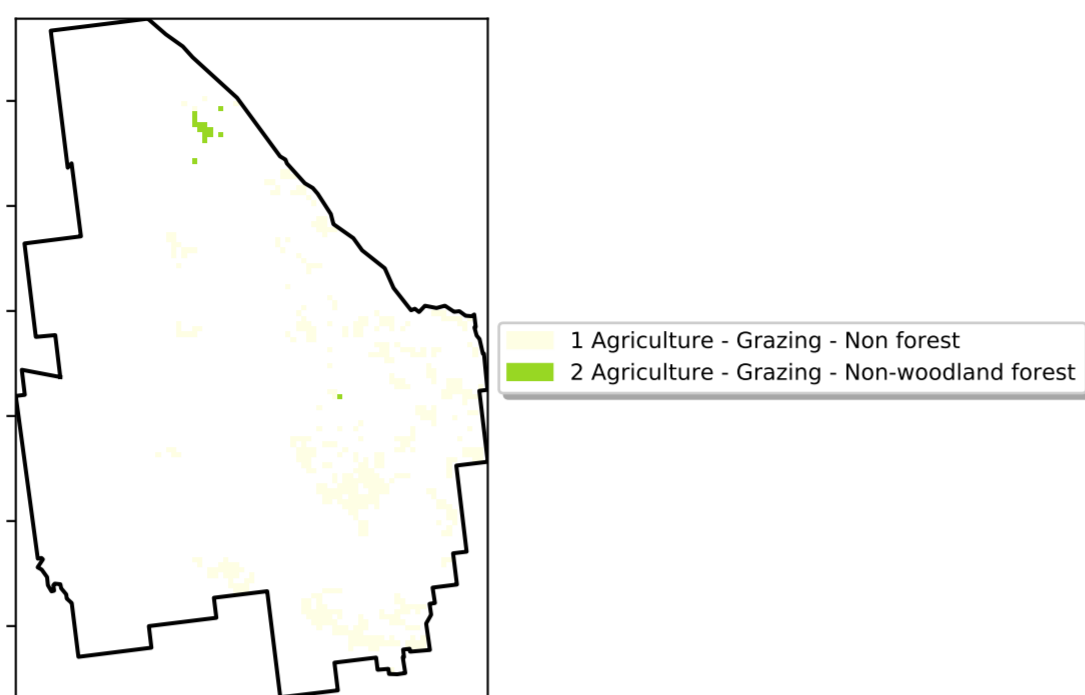 1 Agriculture - Grazing - Non forest
2 Agriculture - Grazing - Non-woodland forest